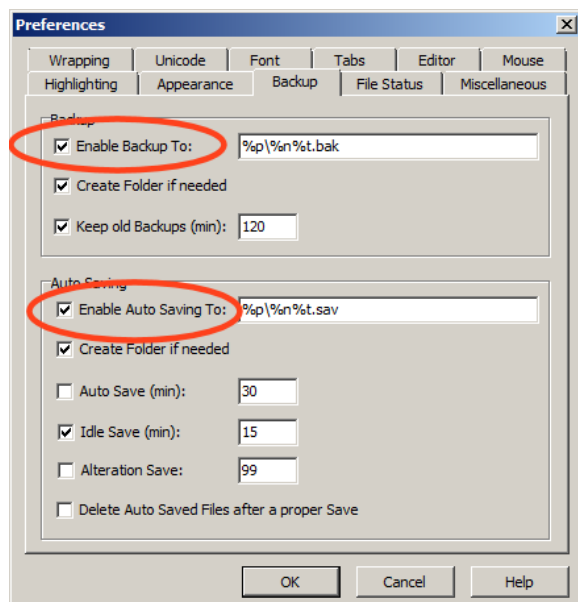 Preferences
Wrapping Unicode Font Tabs Editor Mouse
Highlighting Appearance Backup File Status Miscellaneous
Backup
Enable Backup To: %p\%n%t.bak
Create Folder if needed
Keep old Backups (min): 120
Auto Saving
Enable Auto Saving To: %p\%n%t.sav
Create Folder if needed
Auto Save (min): 30
Idle Save (min): 15
Alteration Save: 99
Delete Auto Saved Files after a proper Save
OK Cancel Help